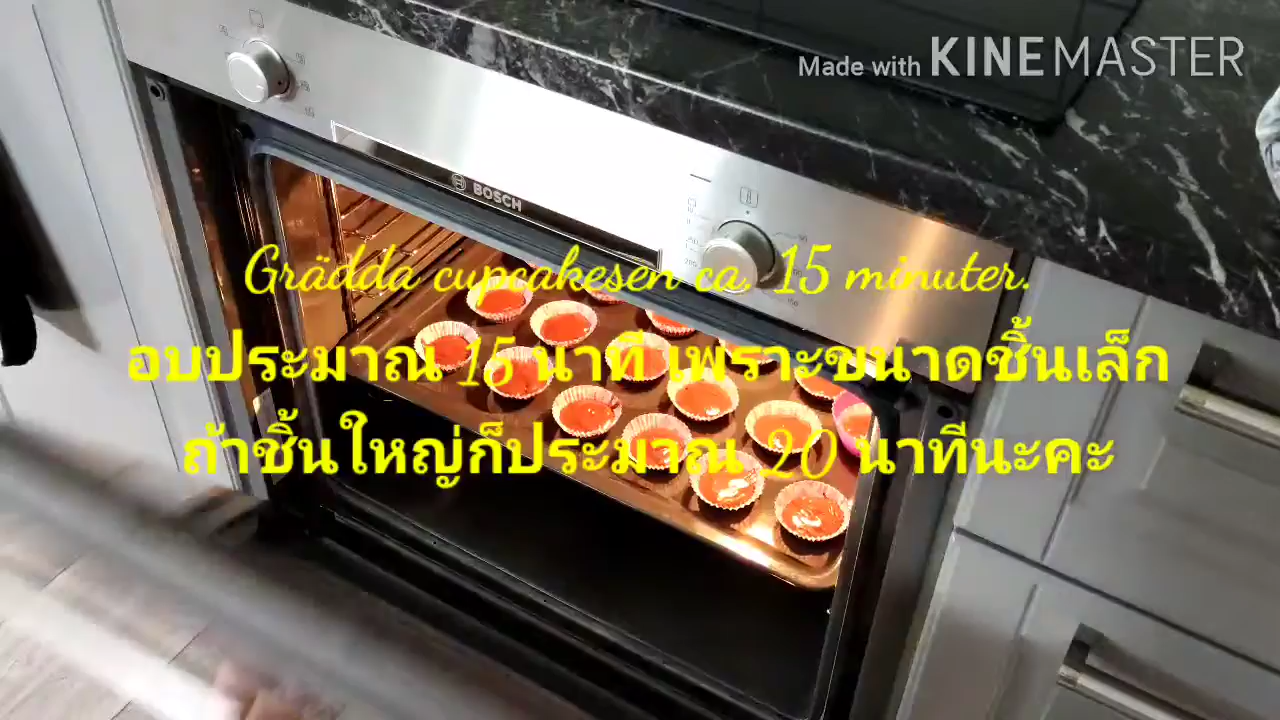 Made with KINEMASTER
BOSCH
Grädda cupcakesen ca. 15 minuter.
อบประมาณ 15 นาที เพราะขนาดชิ้นเล็ก
ถ้าชิ้นใหญ่ก็ประมาณ 20 นาทีนะคะ